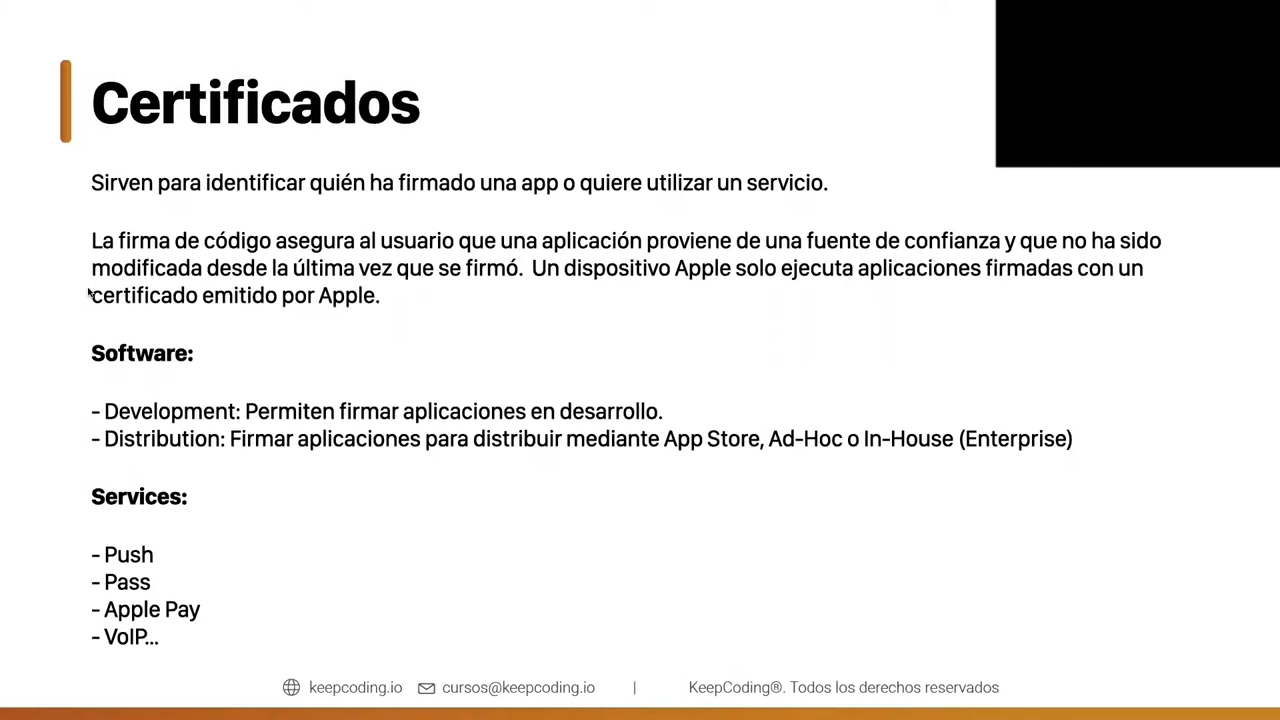 Certificados
Sirven para identificar quién ha firmado una app o quiere utilizar un servicio.
La firma de código asegura al usuario que una aplicación proviene de una fuente de confianza y que no ha sido
modificada desde la última vez que se firmó.  Un dispositivo Apple solo ejecuta aplicaciones firmadas con un
certificado emitido por Apple.
Software:
- Development: Permiten firmar aplicaciones en desarrollo.
- Distribution: Firmar aplicaciones para distribuir mediante App Store, Ad-Hoc o In-House (Enterprise)
Services:
- Push
- Pass
- Apple Pay
- VoIP...
keepcoding.io cursos@keepcoding.io | KeepCoding®. Todos los derechos reservados